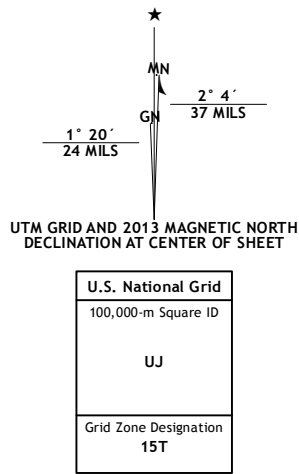 MN
2° 4´
37 MILS
GN
1° 20´
24 MILS
UTM GRID AND 2013 MAGNETIC NORTH
DECLINATION AT CENTER OF SHEET
U.S. National Grid
100,000-m Square ID
UJ
Grid Zone Designation
15T